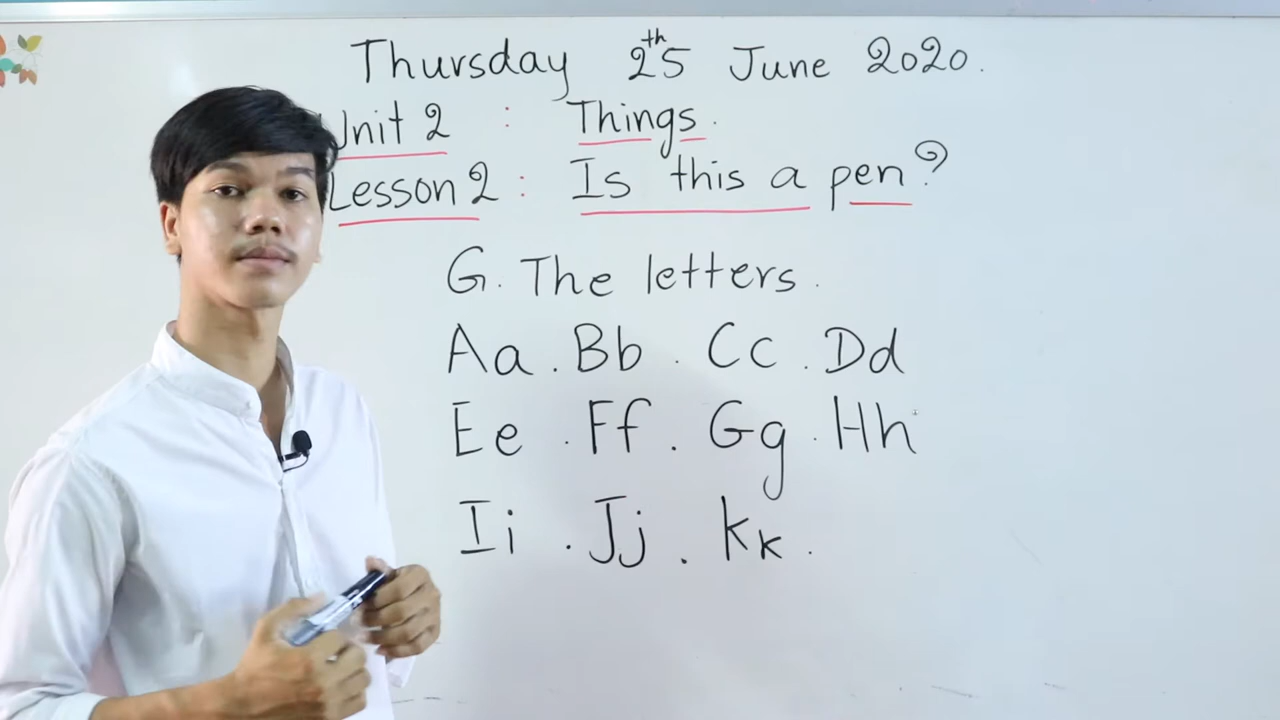 Thursday 25th June 2020.
Unit 2 : Things.
Lesson 2 : Is this a pen?
G. The letters.
Aa . Bb . Cc . Dd
Ee . Ff . Gg . Hh
Ii . Jj . Kk .